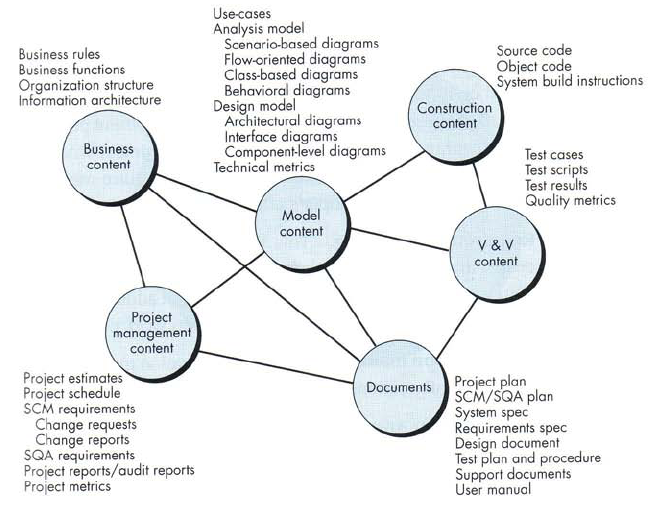 Use-cases
Analysis model
Scenario-based diagrams
Flow-oriented diagrams
Class-based diagrams
Behavioral diagrams
Design model
Architectural diagrams
Interface diagrams
Component-level diagrams
Technical metrics
Business rules
Business functions
Organization structure
Information architecture
Source code
Object code
System build instructions
Business
content
Construction
content
Test cases
Test scripts
Test results
Quality metrics
Model
content
V & V
content
Project
management
content
Documents
Project estimates
Project schedule
SCM requirements
Change requests
Change reports
SQA requirements
Project reports/audit reports
Project metrics
Project plan
SCM/SQA plan
System spec
Requirements spec
Design document
Test plan and procedure
Support documents
User manual